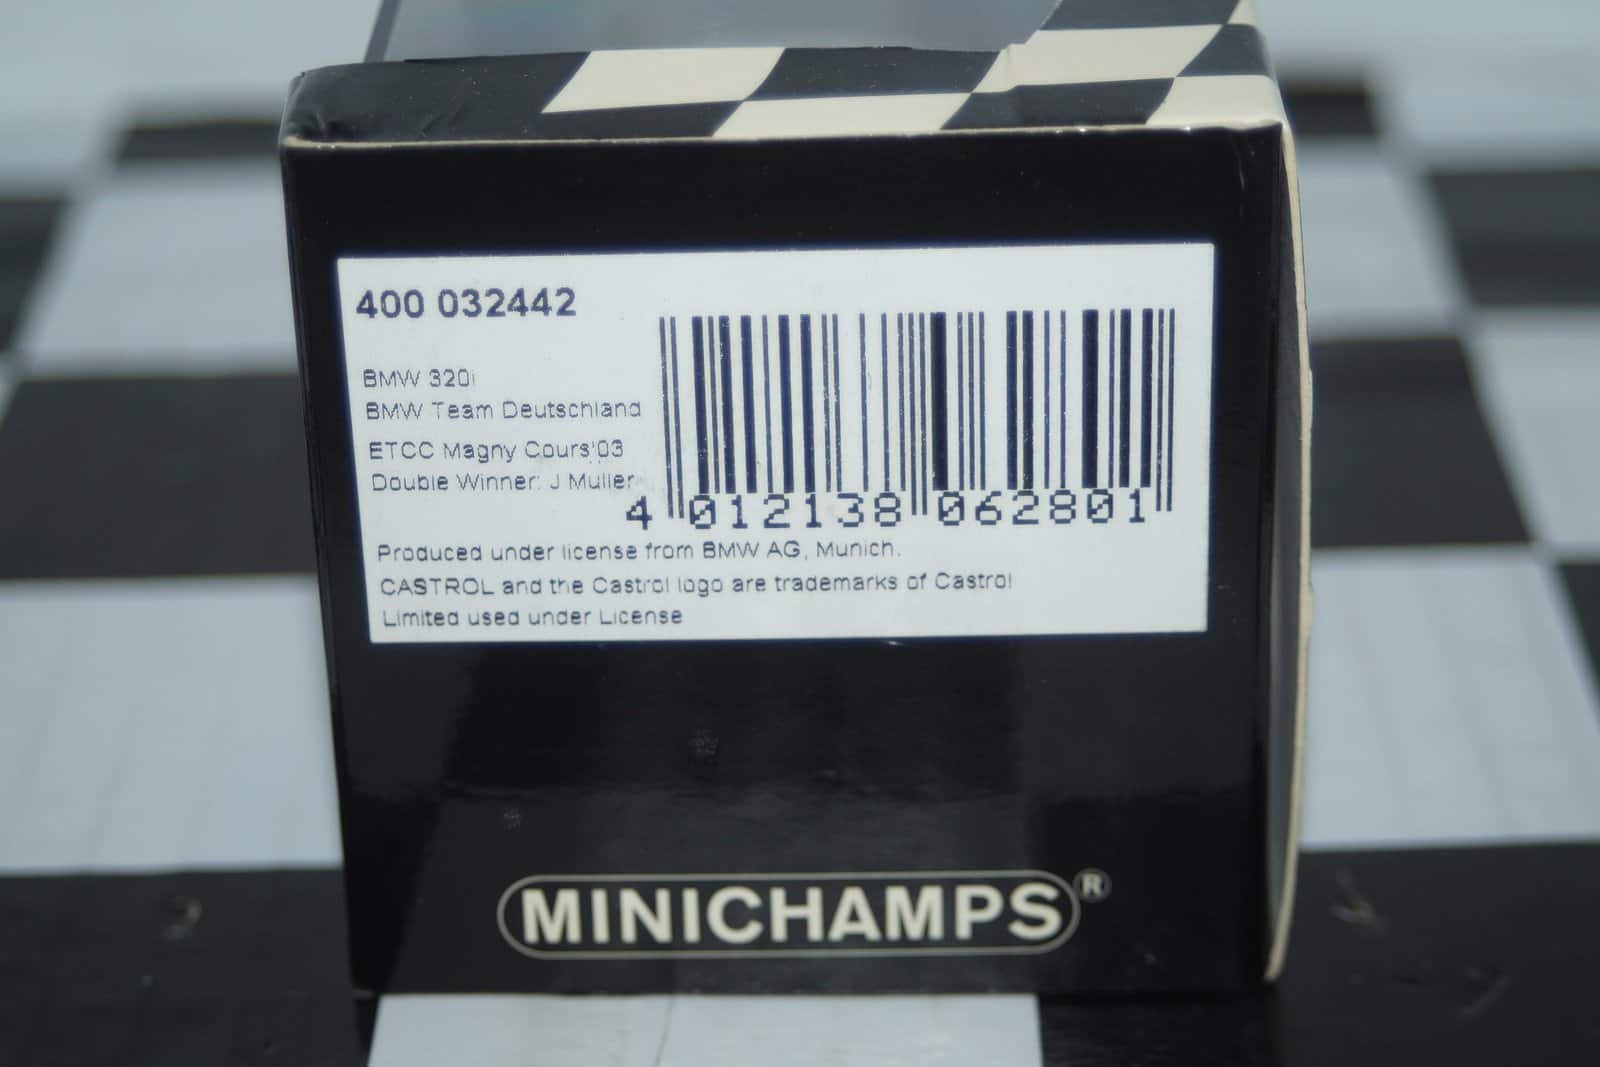 400 032442
BMW 320i
BMW Team Deutschland
ETCC Magny Cours'03
Double Winner: J Muller
4 012138 062801
Produced under license from BMW AG, Munich.
CASTROL and the Castrol logo are trademarks of Castrol
Limited used under License
MINICHAMPS®